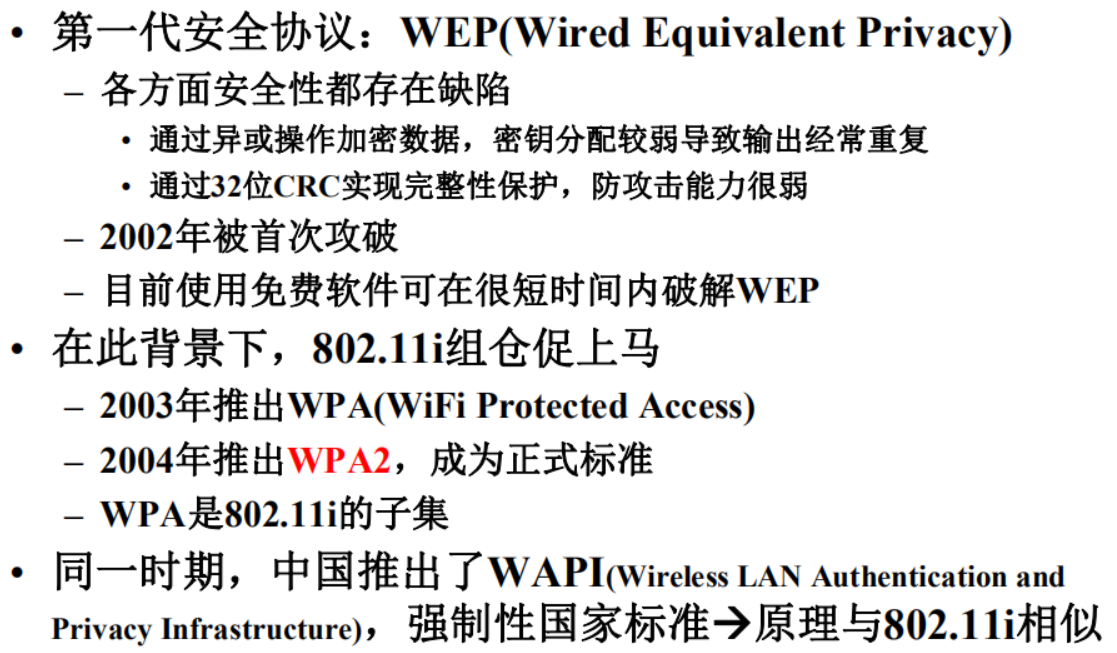 • 第一代安全协议：WEP(Wired Equivalent Privacy)
– 各方面安全性都存在缺陷
• 通过异或操作加密数据，密钥分配较弱导致输出经常重复
• 通过32位CRC实现完整性保护，防攻击能力很弱
– 2002年被首次攻破
– 目前使用免费软件可在很短时间内破解WEP
• 在此背景下，802.11i组仓促上马
– 2003年推出WPA(WiFi Protected Access)
– 2004年推出WPA2，成为正式标准
– WPA是802.11i的子集
• 同一时期，中国推出了WAPI(Wireless LAN Authentication and
Privacy Infrastructure)，强制性国家标准→原理与802.11i相似